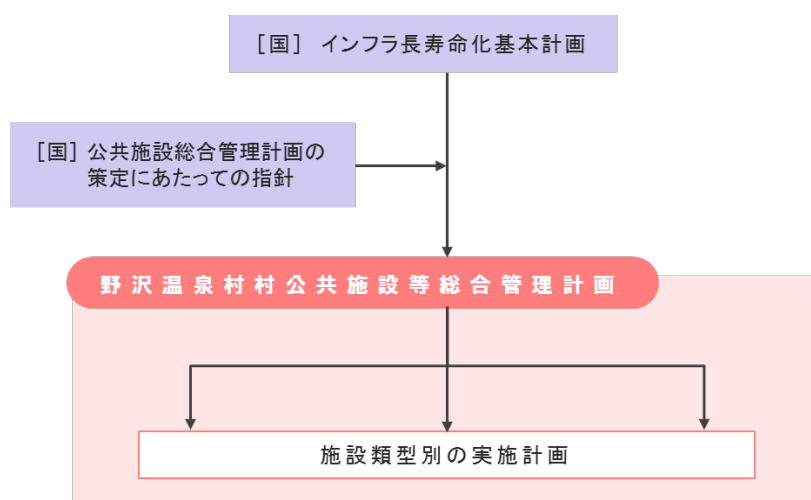 ［国］ インフラ長寿命化基本計画
［国］公共施設総合管理計画の
策定にあたっての指針
野沢温泉村村公共施設等総合管理計画
施設類型別の実施計画